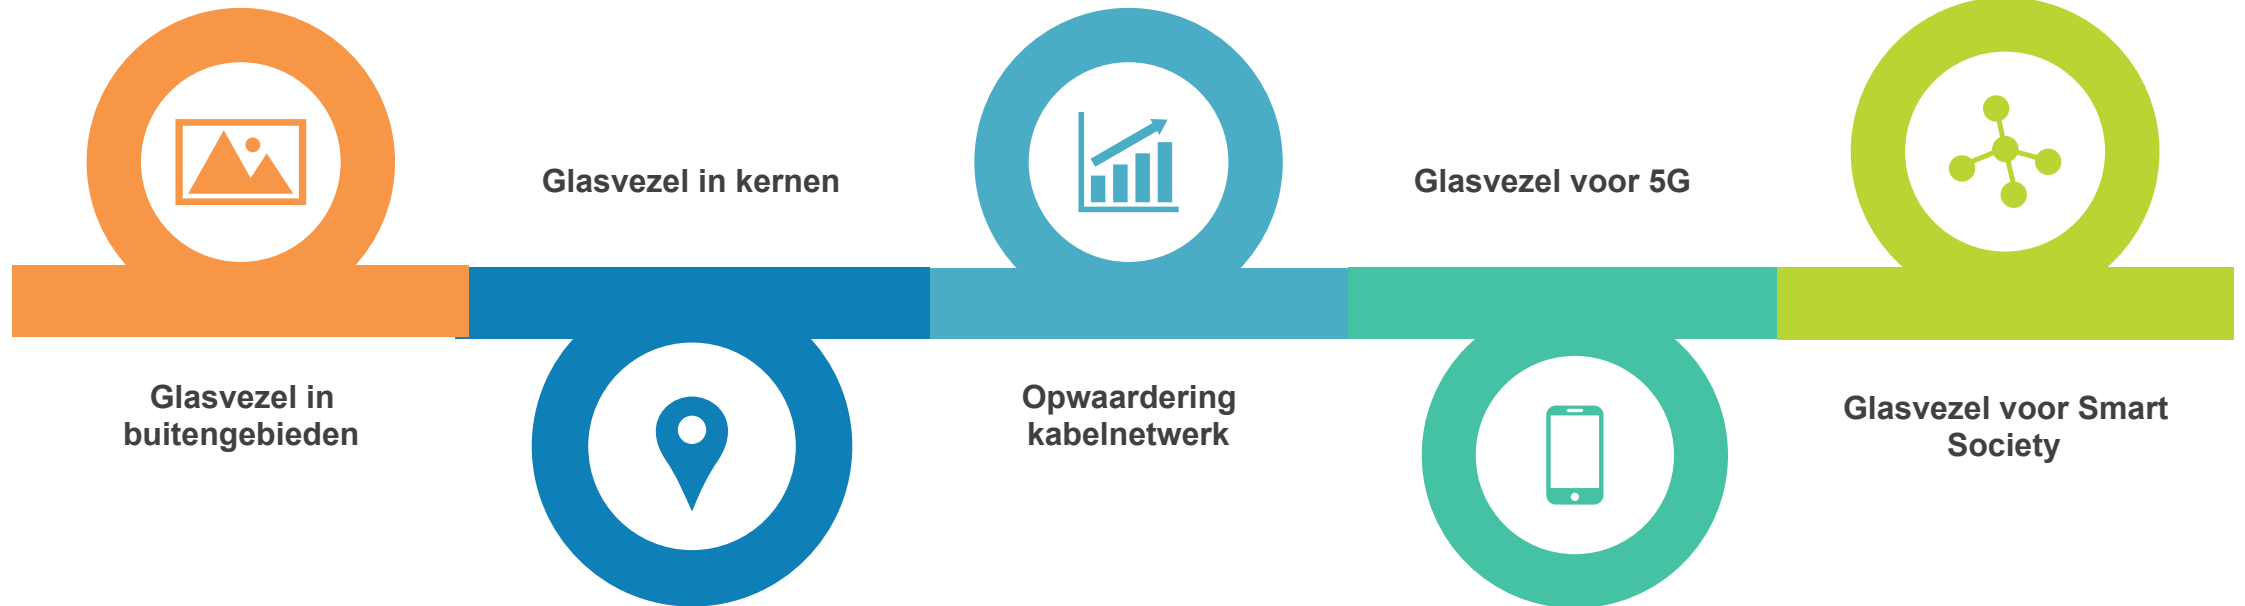 Glasvezel in
buitengebieden
Glasvezel in kernen
Opwaardering
kabelnetwerk
Glasvezel voor 5G
Glasvezel voor Smart
Society